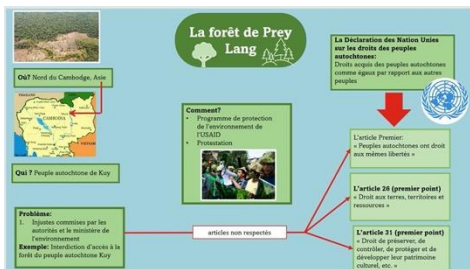 La forêt de Prey
Lang
Où? Nord du Cambodge, Asie
CAMBODIA
Qui ? Peuple autochtone de Kuy
Problème:
1. Injustes commises par les
autorités et le ministère de
l'environnement
Exemple: Interdiction d'accès à la
forêt du peuple autochtone Kuy
Comment?
• Programme de protection
de l'environnement de
l'USAID
• Protestation
articles non respectés
La Déclaration des Nation Unies
sur les droits des peuples
autochtones:
Droits acquis des peuples autochtones
comme égaux par rapport aux autres
peuples
L'article Premier:
« Peuples autochtones ont droit
aux mêmes libertés »
L'article 26 (premier point)
« Droit aux terres, territoires et
ressources »
L'article 31 (premier point)
« Droit de préserver, de
contrôler, de protéger et de
développer leur patrimoine
culturel, etc. »